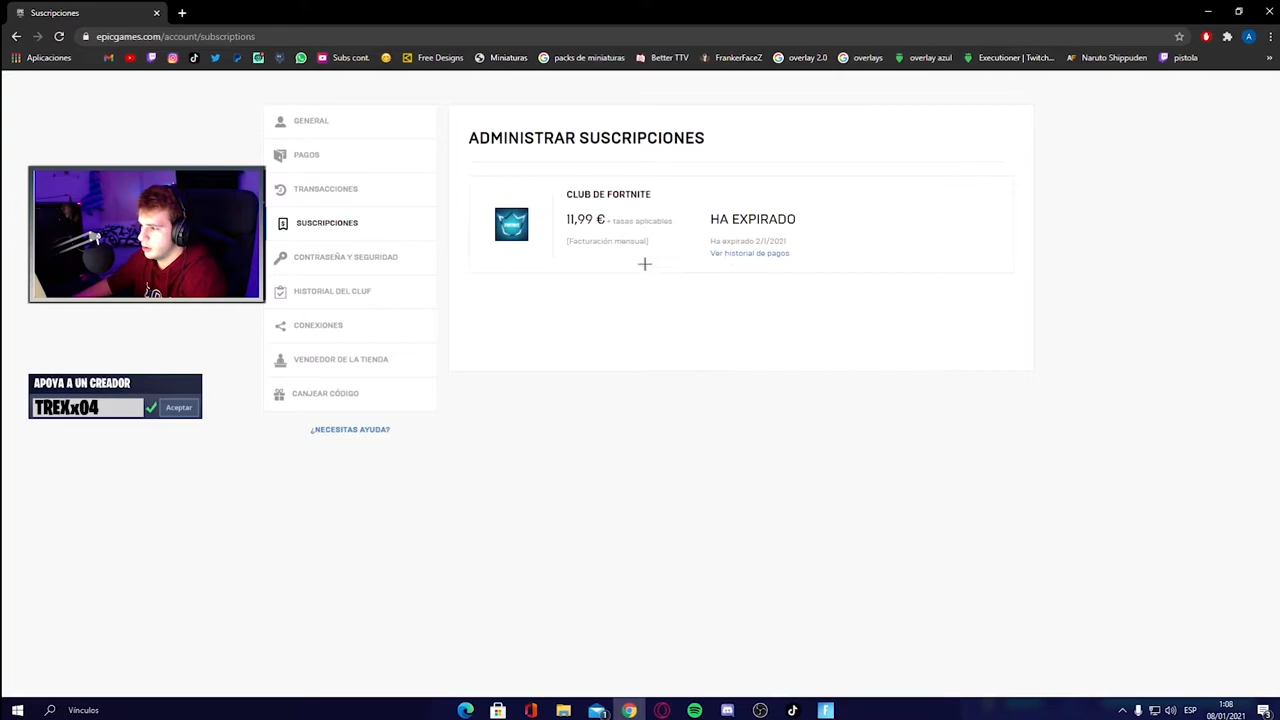 Suscripciones
epicgames.com/account/subscriptions
A
Aplicaciones
Subs cont.
Free Designs
Miniaturas
packs de miniaturas
Better TTV
FrankerFaceZ
overlay 2.0
overlays
overlay azul
Executioner | Twitch...
Naruto Shippuden
pistola
»
GENERAL
PAGOS
TRANSACCIONES
SUSCRIPCIONES
CONTRASEÑA Y SEGURIDAD
HISTORIAL DEL CLUF
CONEXIONES
VENDEDOR DE LA TIENDA
CANJEAR CÓDIGO
¿NECESITAS AYUDA?
ADMINISTRAR SUSCRIPCIONES
CLUB DE FORTNITE
11,99 € + tasas aplicables
[Facturación mensual]
HA EXPIRADO
Ha expirado 2/1/2021
Ver historial de pagos
APOYA A UN CREADOR
TREXx04
Aceptar
Vínculos
ESP
1:08
08/01/2021